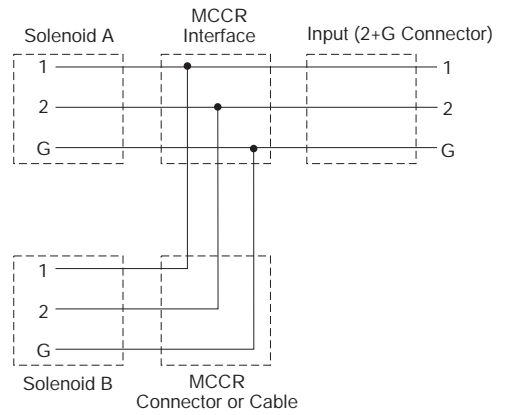 MCCR
Solenoid A
Interface
Input (2+G Connector)
1
1
2
2
G
G
1
2
G
Solenoid B
MCCR
Connector or Cable